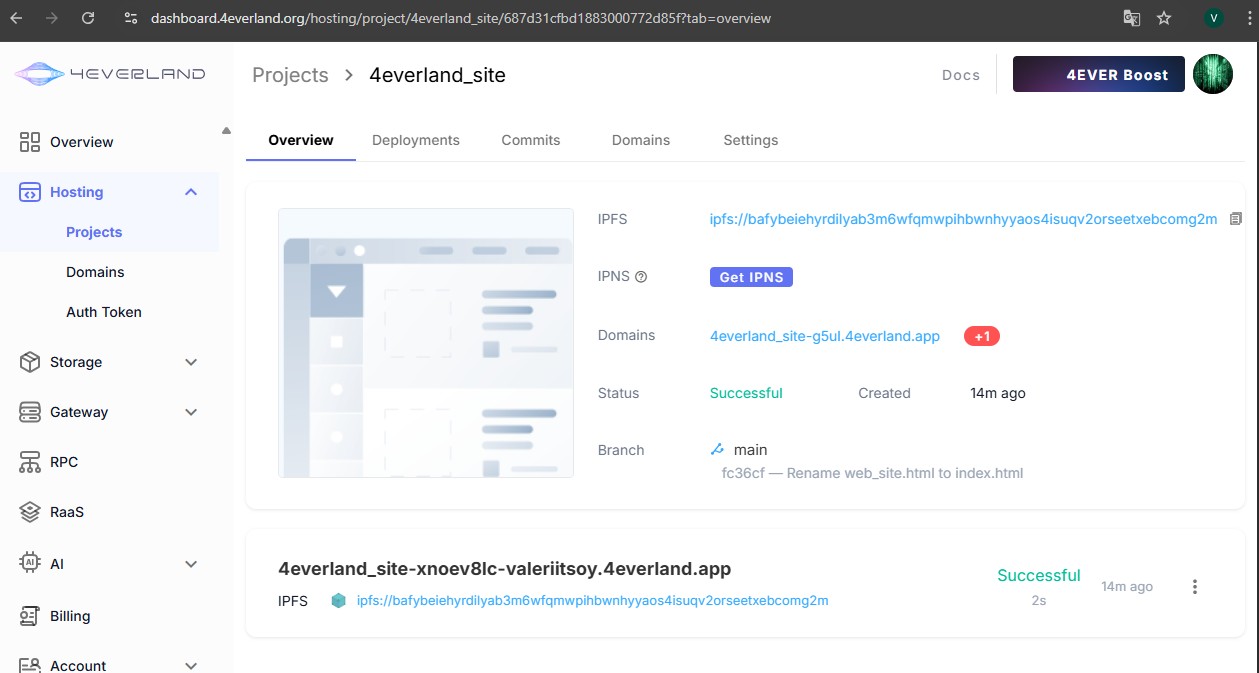 dashboard.4everland.org/hosting/project/4everland_site/687d31cfbd1883000772d85f?tab=overview
V
4EVERLAND
Projects > 4everland_site
Docs
4EVER Boost
Overview
Hosting
Projects
Domains
Auth Token
Storage
Gateway
RPC
RaaS
AI
Billing
Account
Overview Deployments Commits Domains Settings
IPFS ipfs://bafybeiehyrdilyab3m6wfqmwpihbwnhyyaos4isuqv2orseetxebcomg2m
IPNS Get IPNS
Domains 4everland_site-g5ul.4everland.app +1
Status Successful Created 14m ago
Branch main
fc36cf — Rename web_site.html to index.html
4everland_site-xnoev8lc-valeriitsoy.4everland.app
IPFS ipfs://bafybeiehyrdilyab3m6wfqmwpihbwnhyyaos4isuqv2orseetxebcomg2m
Successful
2s
14m ago